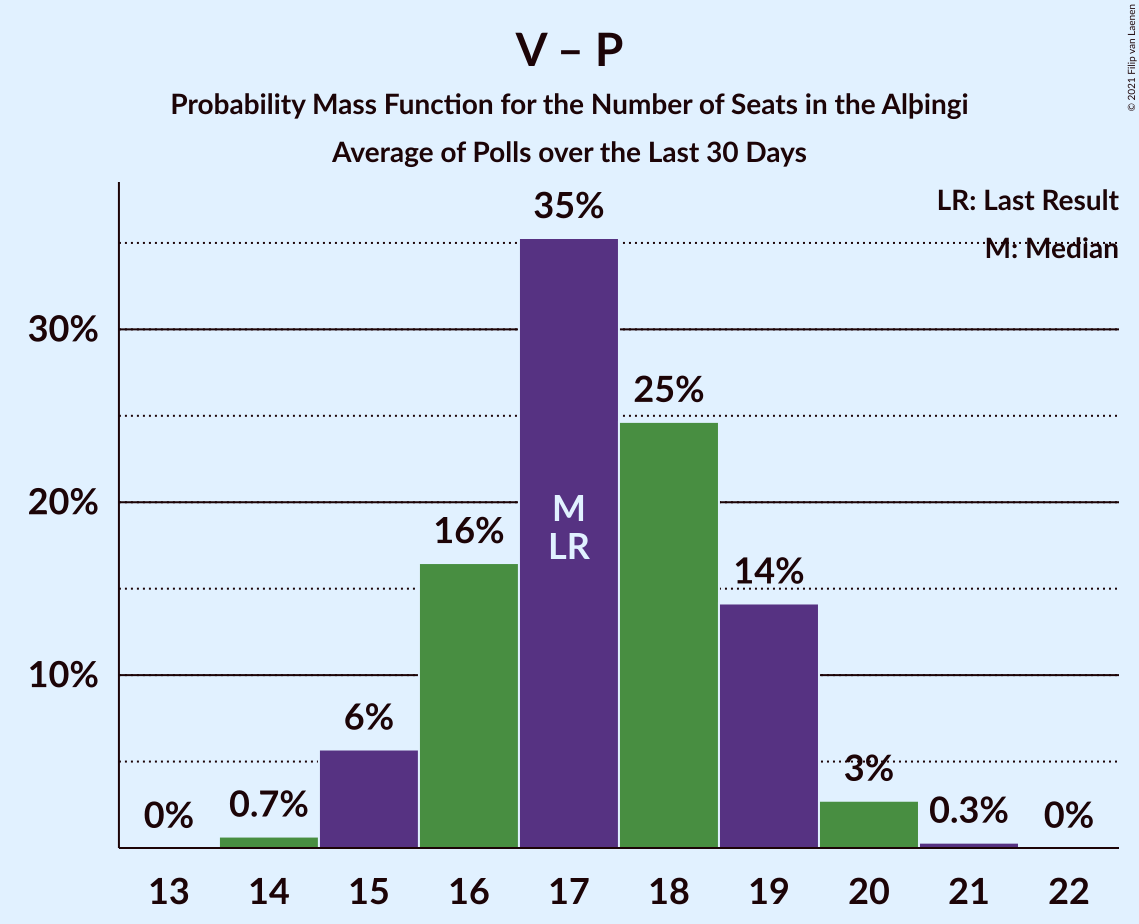 V – P
Probability Mass Function for the Number of Seats in the Alþingi
Average of Polls over the Last 30 Days
© 2021 Filip van Laenen
LR: Last Result
M: Median
30%
20%
10%
0%
0.7%
6%
16%
35%
25%
14%
3%
0.3%
0%
M
LR
13
14
15
16
17
18
19
20
21
22